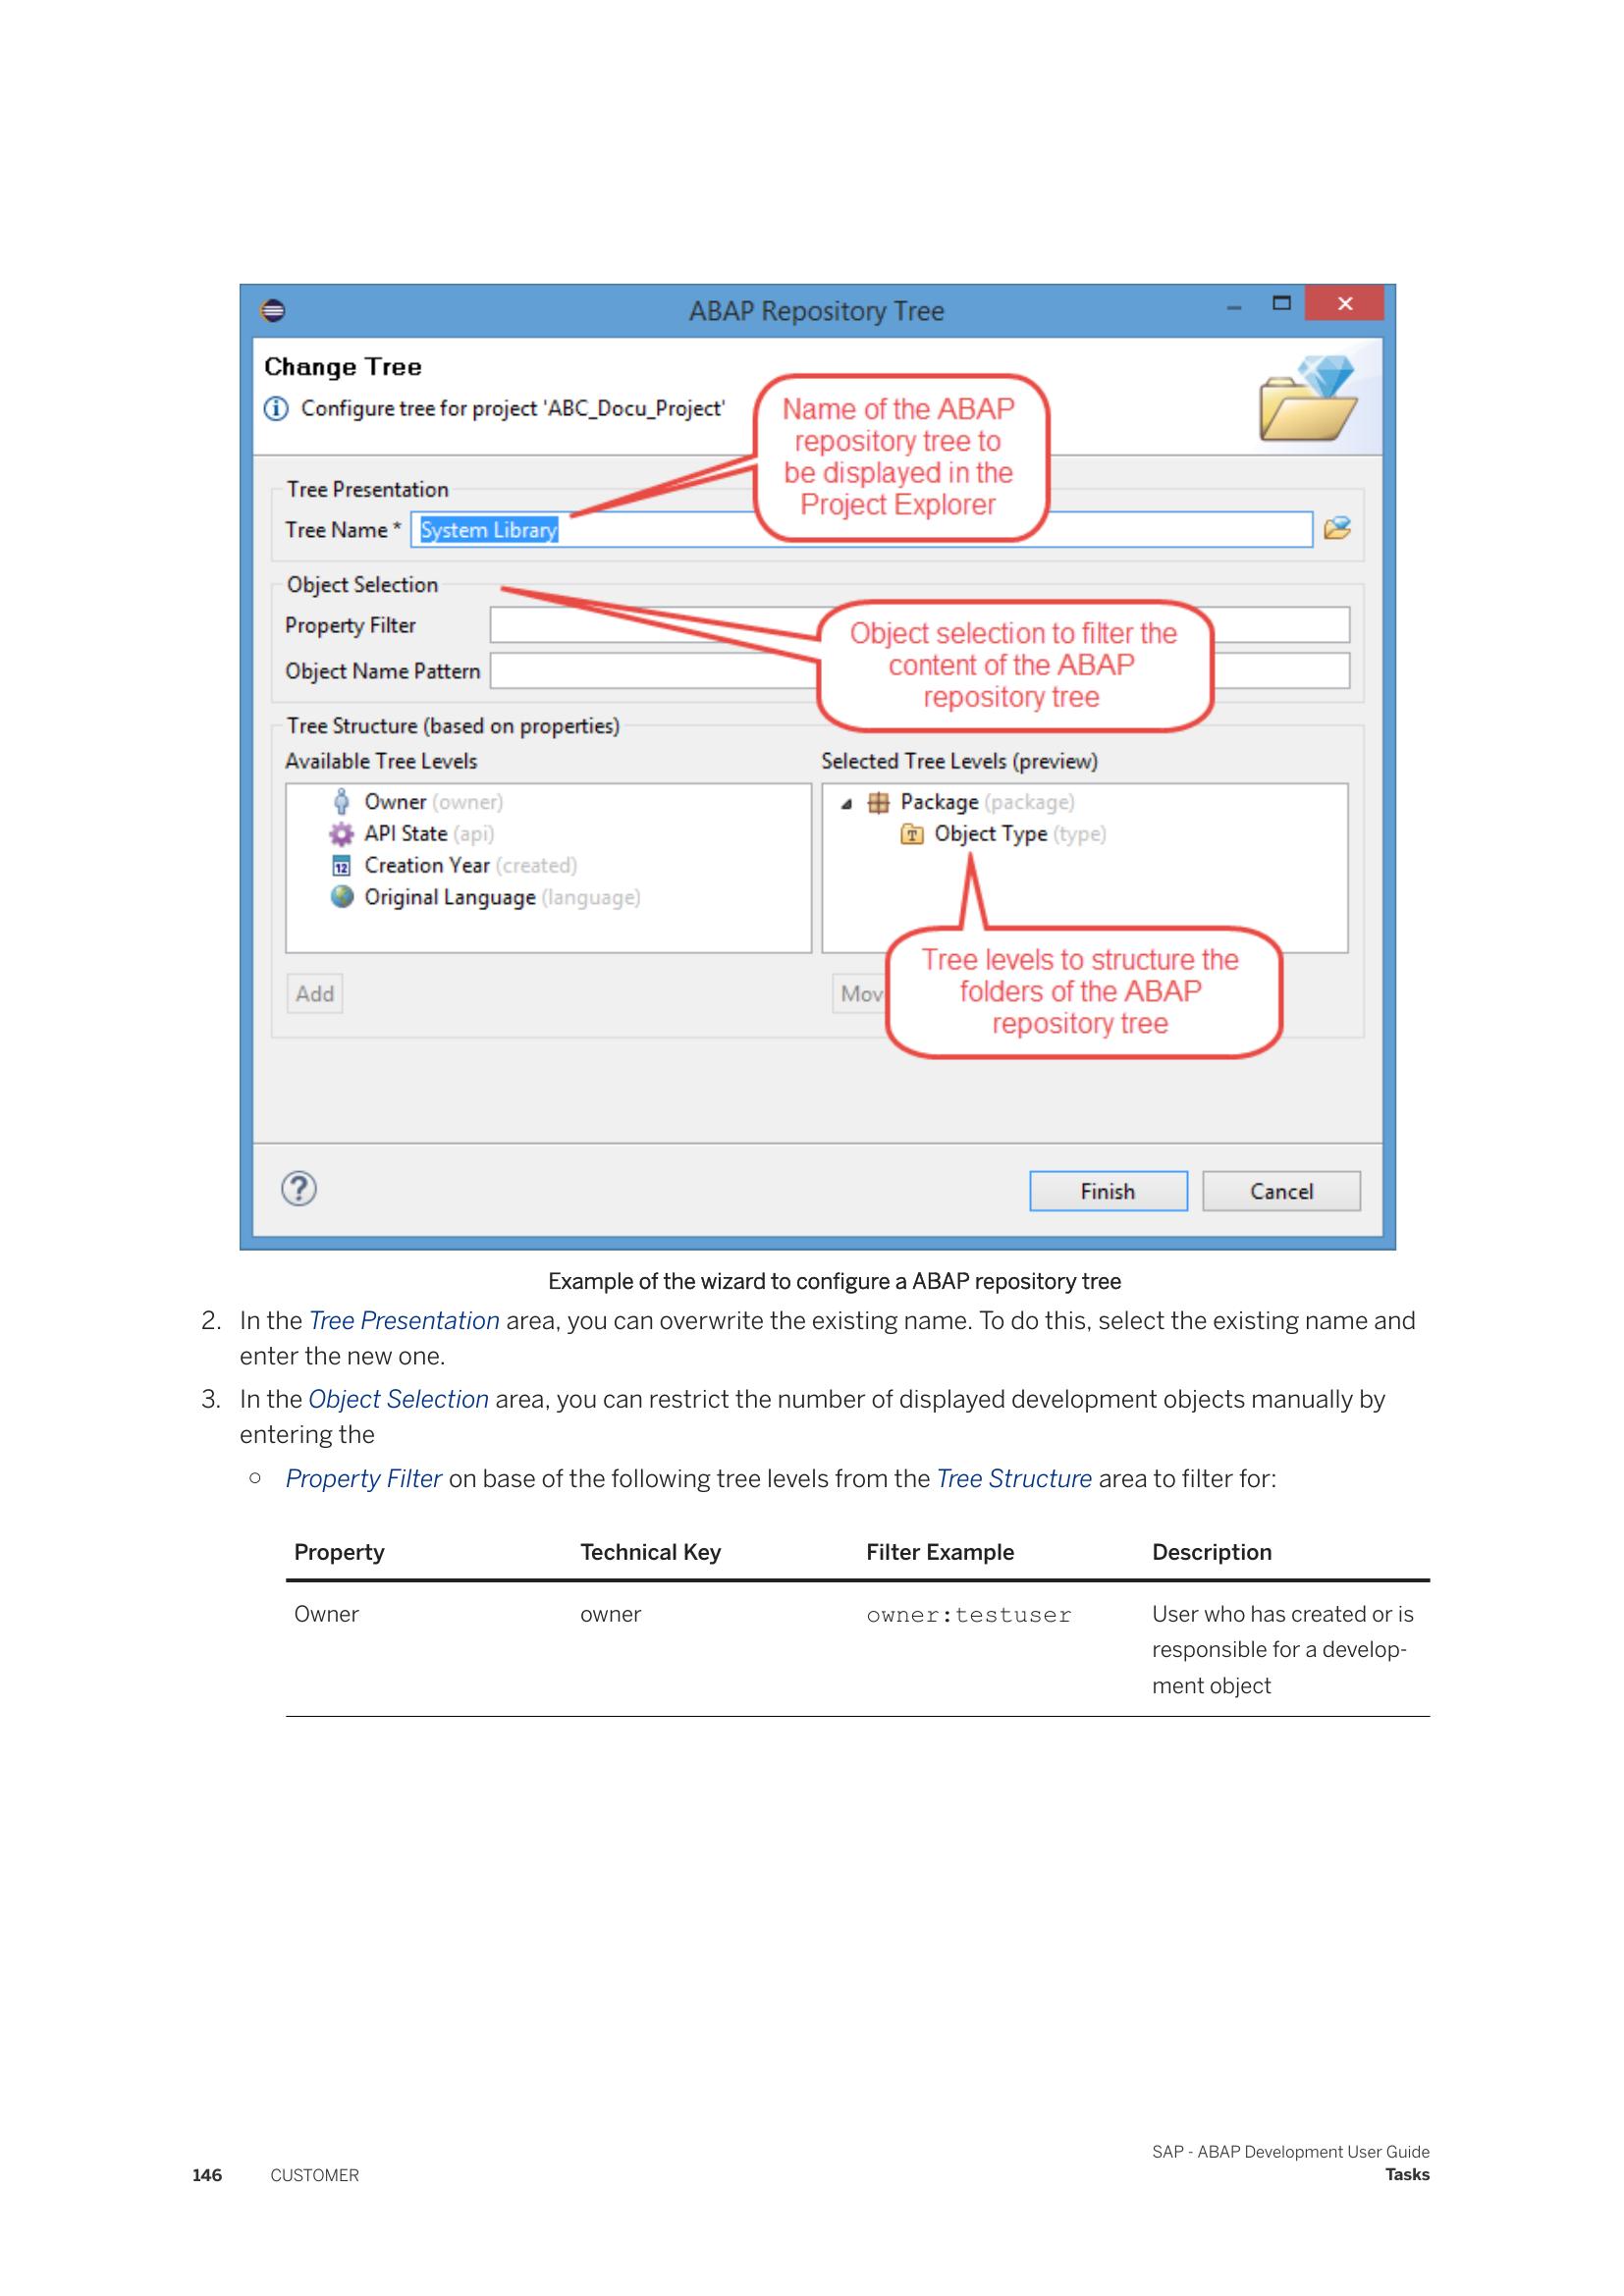 ABAP Repository Tree
Change Tree
Configure tree for project 'ABC_Docu_Project'
Name of the ABAP
repository tree to
be displayed in the
Project Explorer
Tree Presentation
Tree Name * System Library
Object Selection
Property Filter
Object Name Pattern
Object selection to filter the
content of the ABAP
repository tree
Tree Structure (based on properties)
Available Tree Levels
Owner (owner)
API State (api)
12 Creation Year (created)
Original Language (language)
Selected Tree Levels (preview)
Package (package)
T Object Type (type)
Tree levels to structure the
folders of the ABAP
repository tree
Add
Mov
?
Finish
Cancel
Example of the wizard to configure a ABAP repository tree
2. In the Tree Presentation area, you can overwrite the existing name. To do this, select the existing name and
enter the new one.
3. In the Object Selection area, you can restrict the number of displayed development objects manually by
entering the
○ Property Filter on base of the following tree levels from the Tree Structure area to filter for:
Property Technical Key Filter Example Description
Owner owner owner:testuser User who has created or is
responsible for a develop-
ment object
SAP - ABAP Development User Guide
146 CUSTOMER Tasks